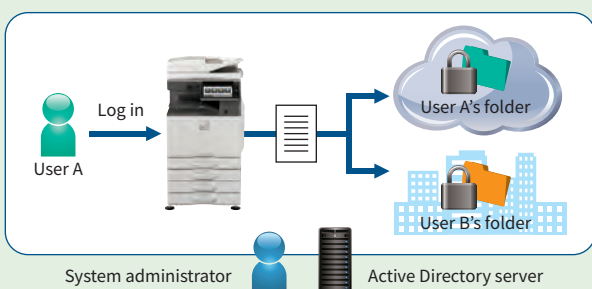 Log in
User A
User A's folder
User B's folder
System administrator
Active Directory server